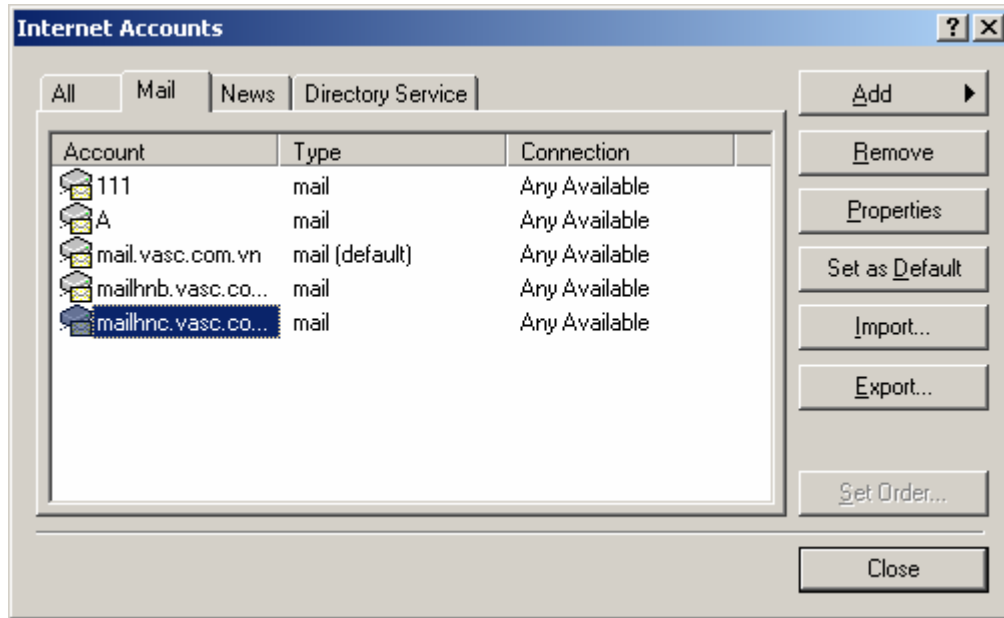 Internet Accounts
All Mail News Directory Service
Account Type Connection
111 mail Any Available
A mail Any Available
mail.vasc.com.vn mail (default) Any Available
mailhnb.vasc.co... mail Any Available
mailhnc.vasc.co... mail Any Available
Add
Remove
Properties
Set as Default
Import...
Export...
Set Order...
Close